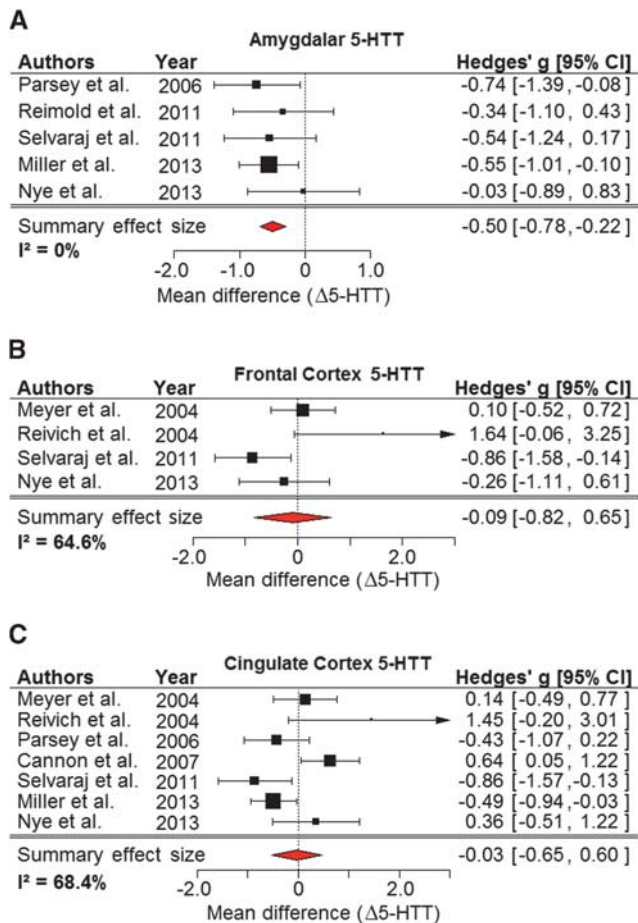 A
Amygdalar 5-HTT
Authors Year Hedges' g [95% CI]
Parsey et al. 2006 -0.74 [-1.39, -0.08]
Reimold et al. 2011 -0.34 [-1.10, 0.43]
Selvaraj et al. 2011 -0.54 [-1.24, 0.17]
Miller et al. 2013 -0.55 [-1.01, -0.10]
Nye et al. 2013 -0.03 [-0.89, 0.83]
Summary effect size -0.50 [-0.78, -0.22]
I² = 0%
-2.0 -1.0 0 1.0
Mean difference (Δ5-HTT)
B
Frontal Cortex 5-HTT
Authors Year Hedges' g [95% CI]
Meyer et al. 2004 0.10 [-0.52, 0.72]
Reivich et al. 2004 1.64 [-0.06, 3.25]
Selvaraj et al. 2011 -0.86 [-1.58, -0.14]
Nye et al. 2013 -0.26 [-1.11, 0.61]
Summary effect size -0.09 [-0.82, 0.65]
I² = 64.6%
-2.0 0 2.0
Mean difference (Δ5-HTT)
C
Cingulate Cortex 5-HTT
Authors Year Hedges' g [95% CI]
Meyer et al. 2004 0.14 [-0.49, 0.77]
Reivich et al. 2004 1.45 [-0.20, 3.01]
Parsey et al. 2006 -0.43 [-1.07, 0.22]
Cannon et al. 2007 0.64 [0.05, 1.22]
Selvaraj et al. 2011 -0.86 [-1.57, -0.13]
Miller et al. 2013 -0.49 [-0.94, -0.03]
Nye et al. 2013 0.36 [-0.51, 1.22]
Summary effect size -0.03 [-0.65, 0.60]
I² = 68.4%
-2.0 0 2.0
Mean difference (Δ5-HTT)